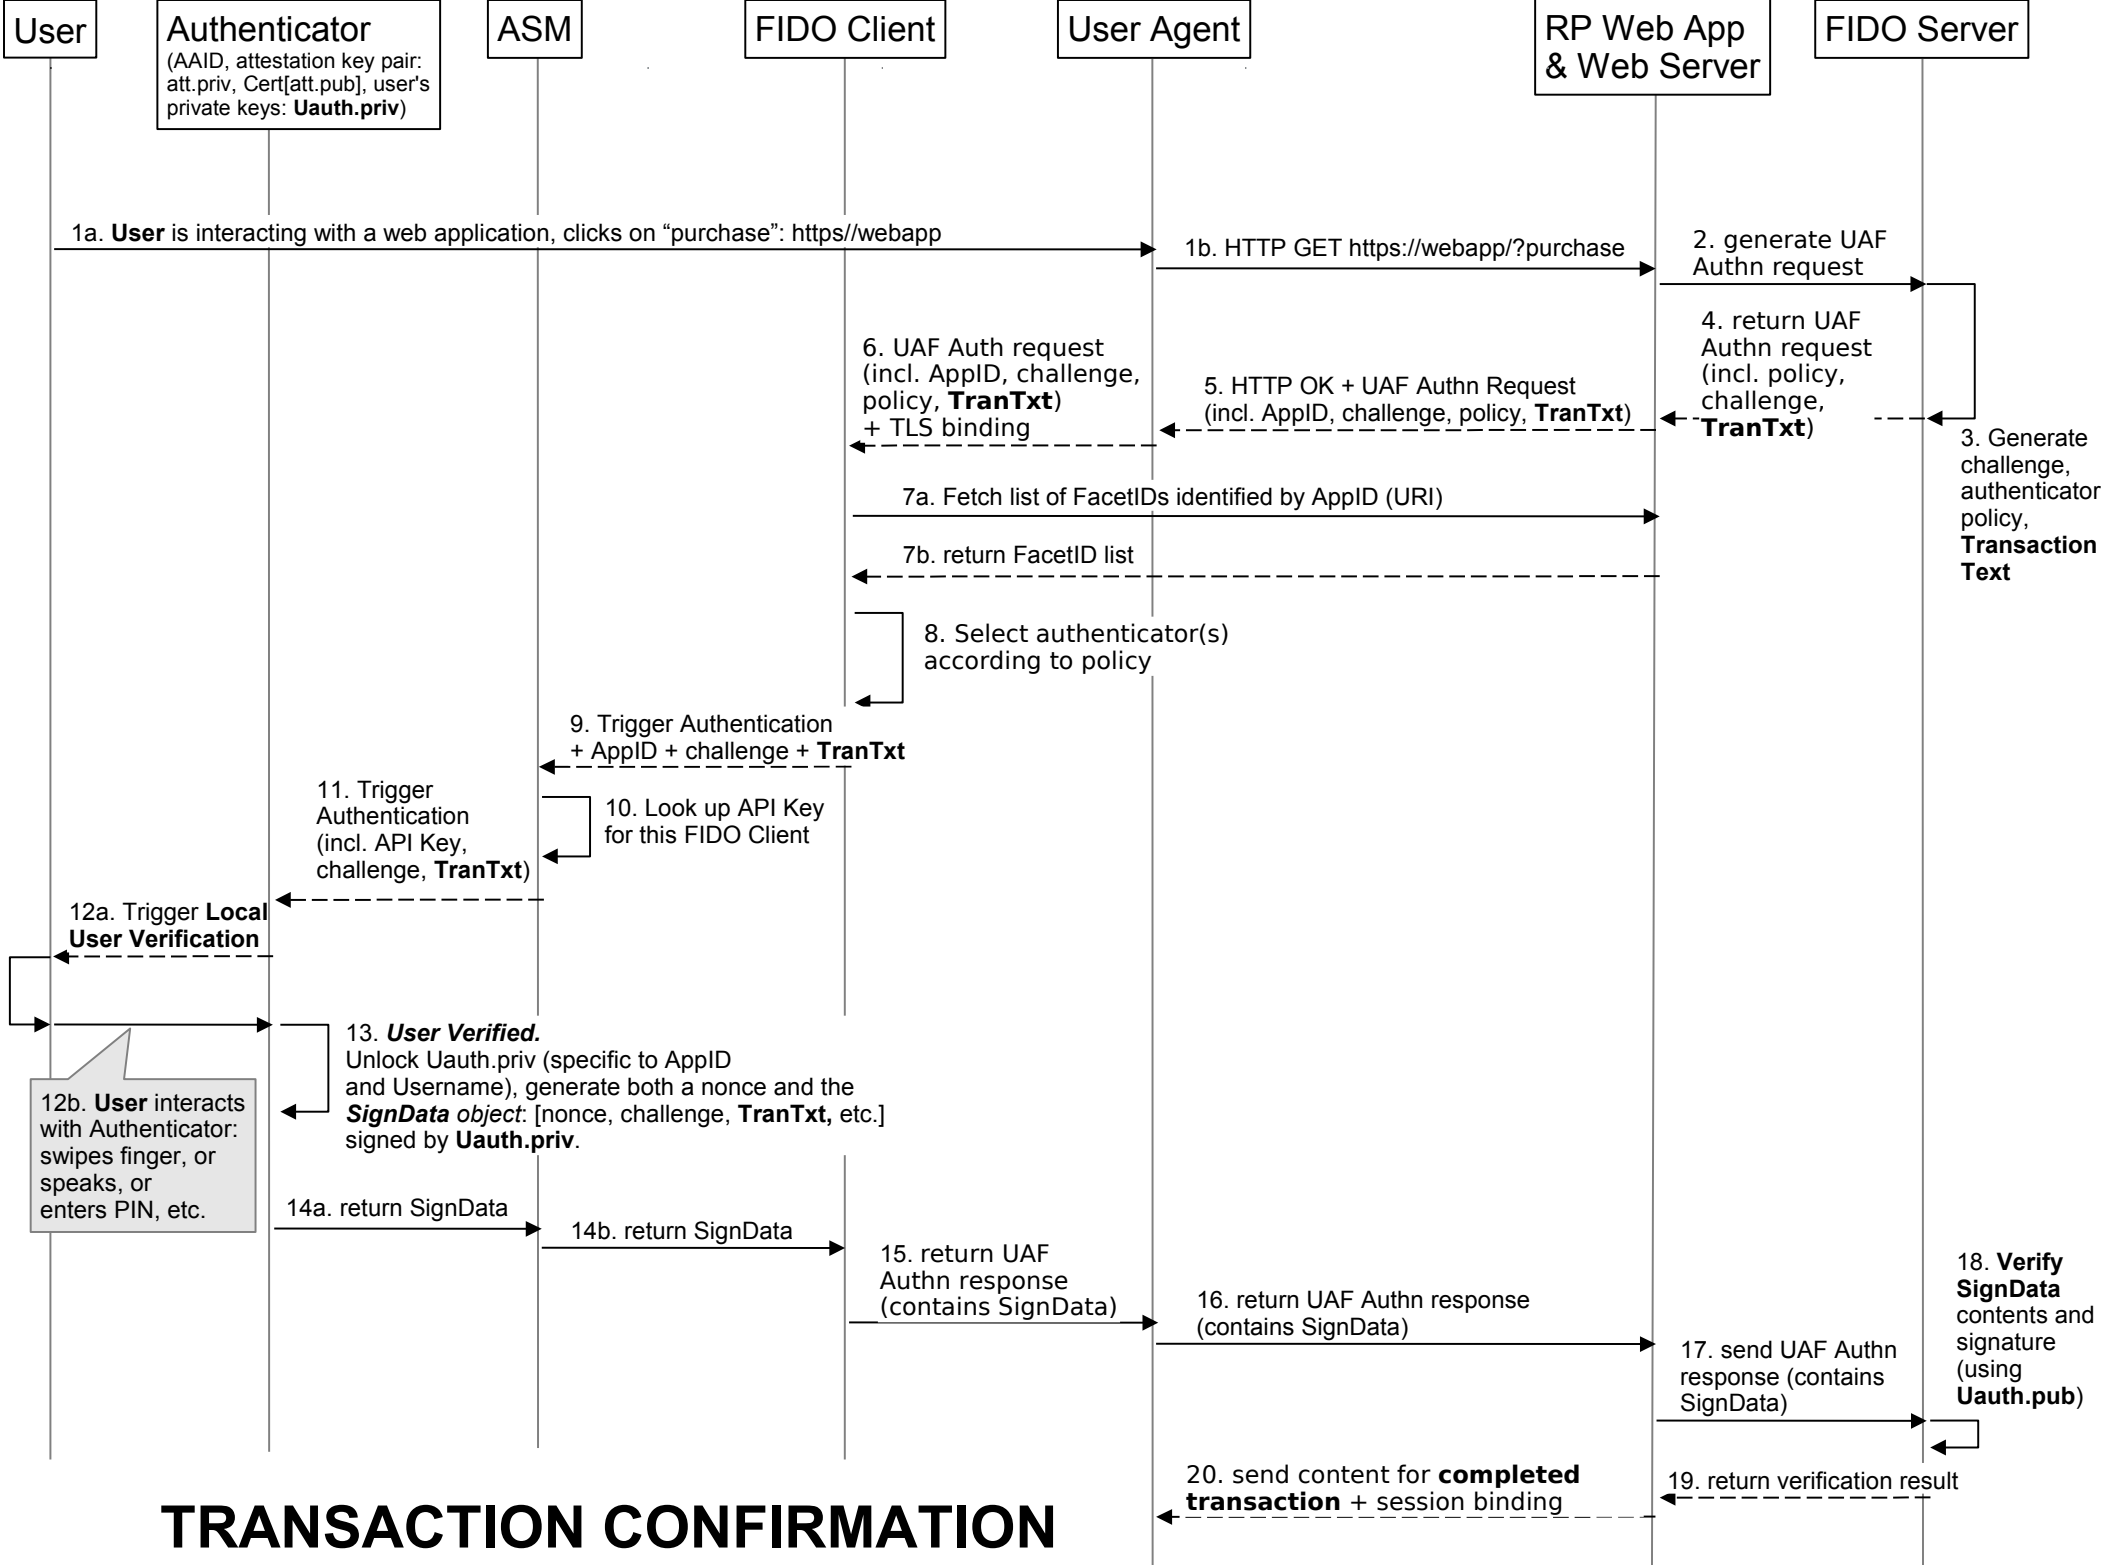 User
Authenticator
(AAID, attestation key pair:
att.priv, Cert[att.pub], user's
private keys: Uauth.priv)
ASM
FIDO Client
User Agent
RP Web App
& Web Server
FIDO Server
1a. User is interacting with a web application, clicks on “purchase”: https//webapp
1b. HTTP GET https://webapp/?purchase
2. generate UAF
Authn request
3. Generate
challenge,
authenticator
policy,
Transaction
Text
4. return UAF
Authn request
(incl. policy,
challenge,
TranTxt)
5. HTTP OK + UAF Authn Request
(incl. AppID, challenge, policy, TranTxt)
6. UAF Auth request
(incl. AppID, challenge,
policy, TranTxt)
+ TLS binding
7a. Fetch list of FacetIDs identified by AppID (URI)
7b. return FacetID list
8. Select authenticator(s)
according to policy
9. Trigger Authentication
+ AppID + challenge + TranTxt
10. Look up API Key
for this FIDO Client
11. Trigger
Authentication
(incl. API Key,
challenge, TranTxt)
12a. Trigger Local
User Verification
12b. User interacts
with Authenticator:
swipes finger, or
speaks, or
enters PIN, etc.
13. User Verified.
Unlock Uauth.priv (specific to AppID
and Username), generate both a nonce and the
SignData object: [nonce, challenge, TranTxt, etc.]
signed by Uauth.priv.
14a. return SignData
14b. return SignData
15. return UAF
Authn response
(contains SignData)
16. return UAF Authn response
(contains SignData)
17. send UAF Authn
response (contains
SignData)
18. Verify
SignData
contents and
signature
(using
Uauth.pub)
19. return verification result
20. send content for completed
transaction + session binding
TRANSACTION CONFIRMATION